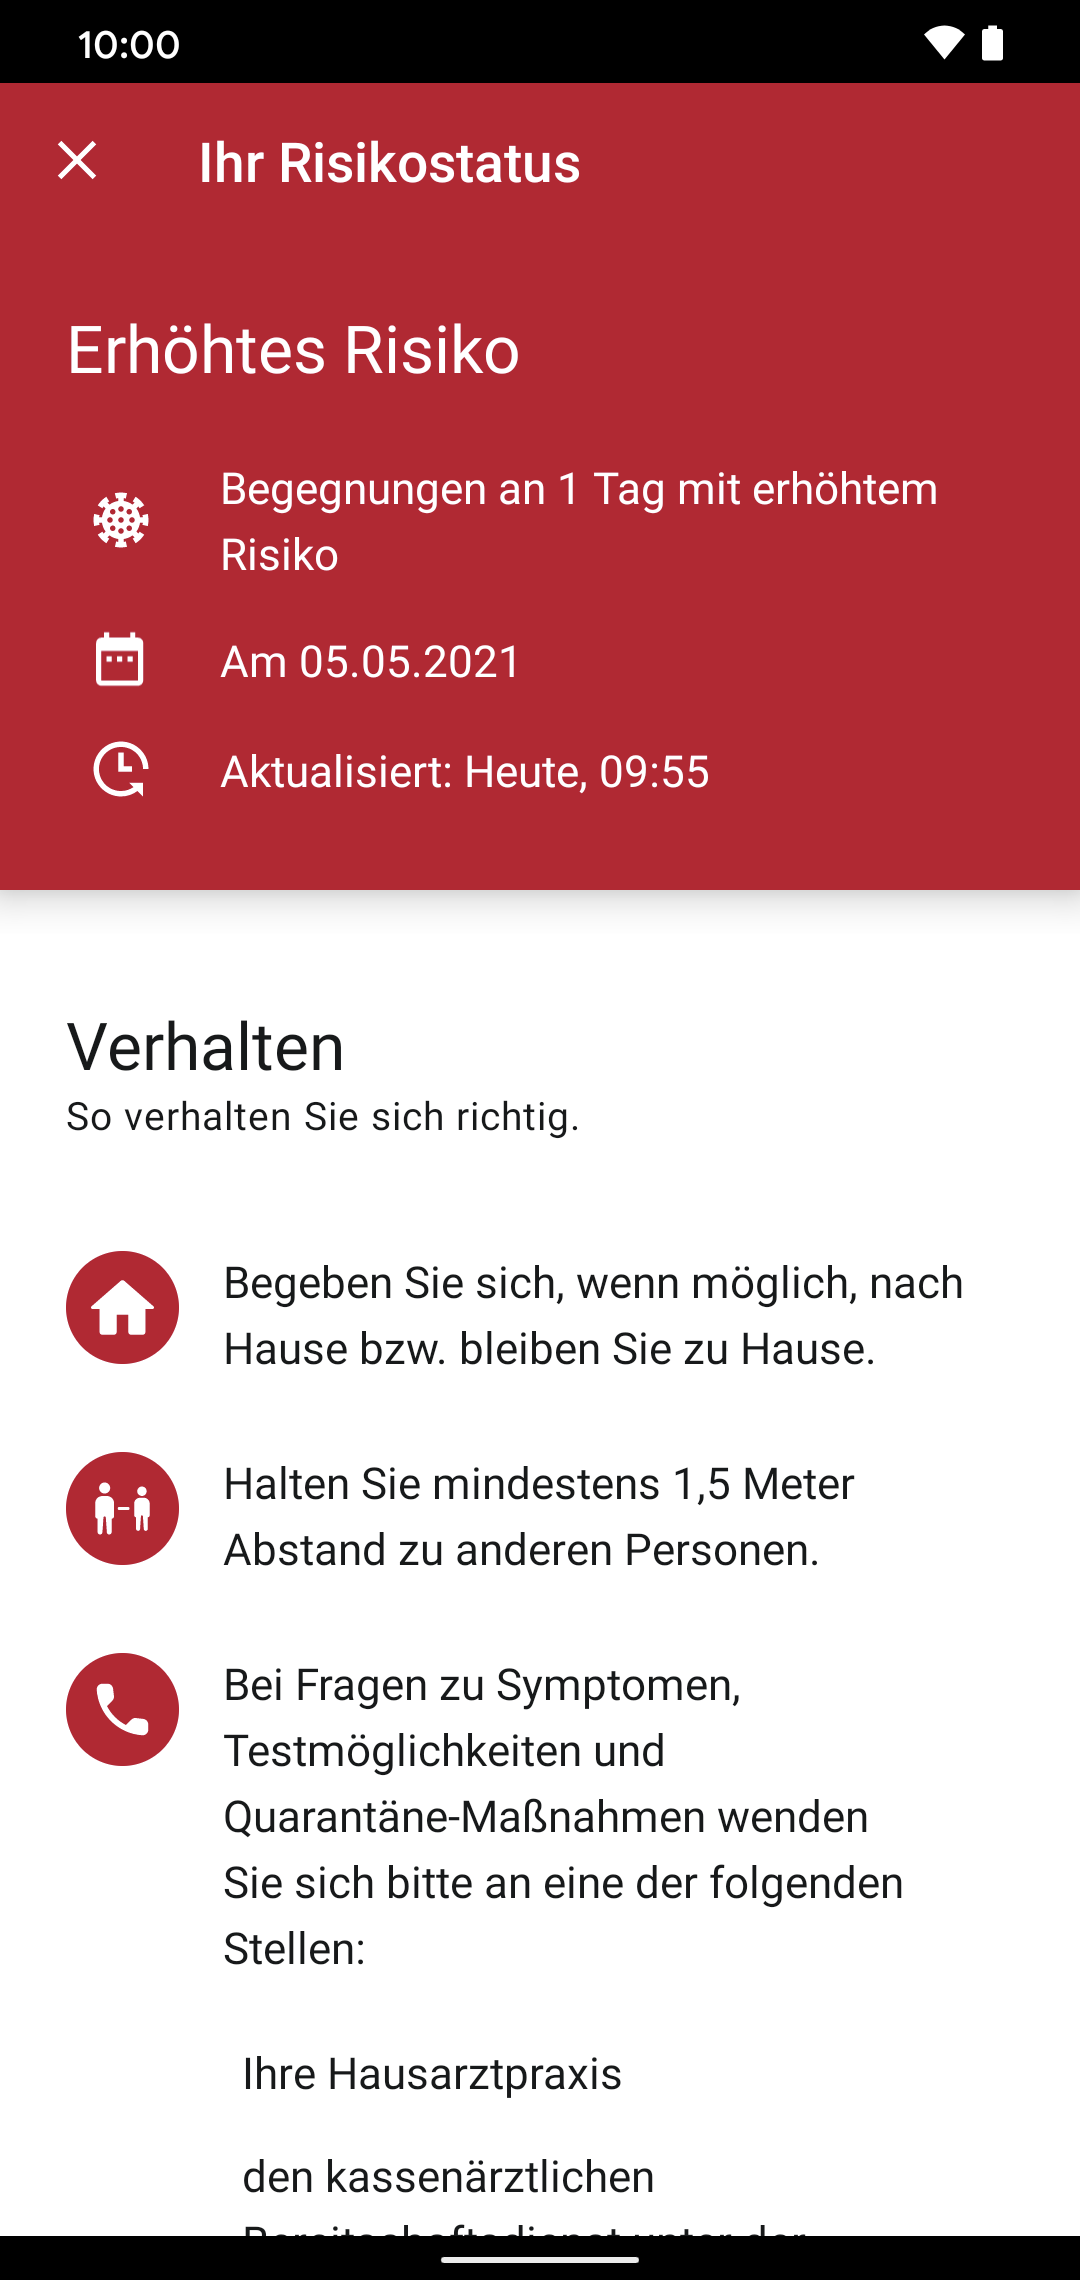 10:00
Ihr Risikostatus
Erhöhtes Risiko
Begegnungen an 1 Tag mit erhöhtem
Risiko
Am 05.05.2021
Aktualisiert: Heute, 09:55
Verhalten
So verhalten Sie sich richtig.
Begeben Sie sich, wenn möglich, nach
Hause bzw. bleiben Sie zu Hause.
Halten Sie mindestens 1,5 Meter
Abstand zu anderen Personen.
Bei Fragen zu Symptomen,
Testmöglichkeiten und
Quarantäne-Maßnahmen wenden
Sie sich bitte an eine der folgenden
Stellen:
Ihre Hausarztpraxis
den kassenärztlichen
Bereitschaftsdienst unter der